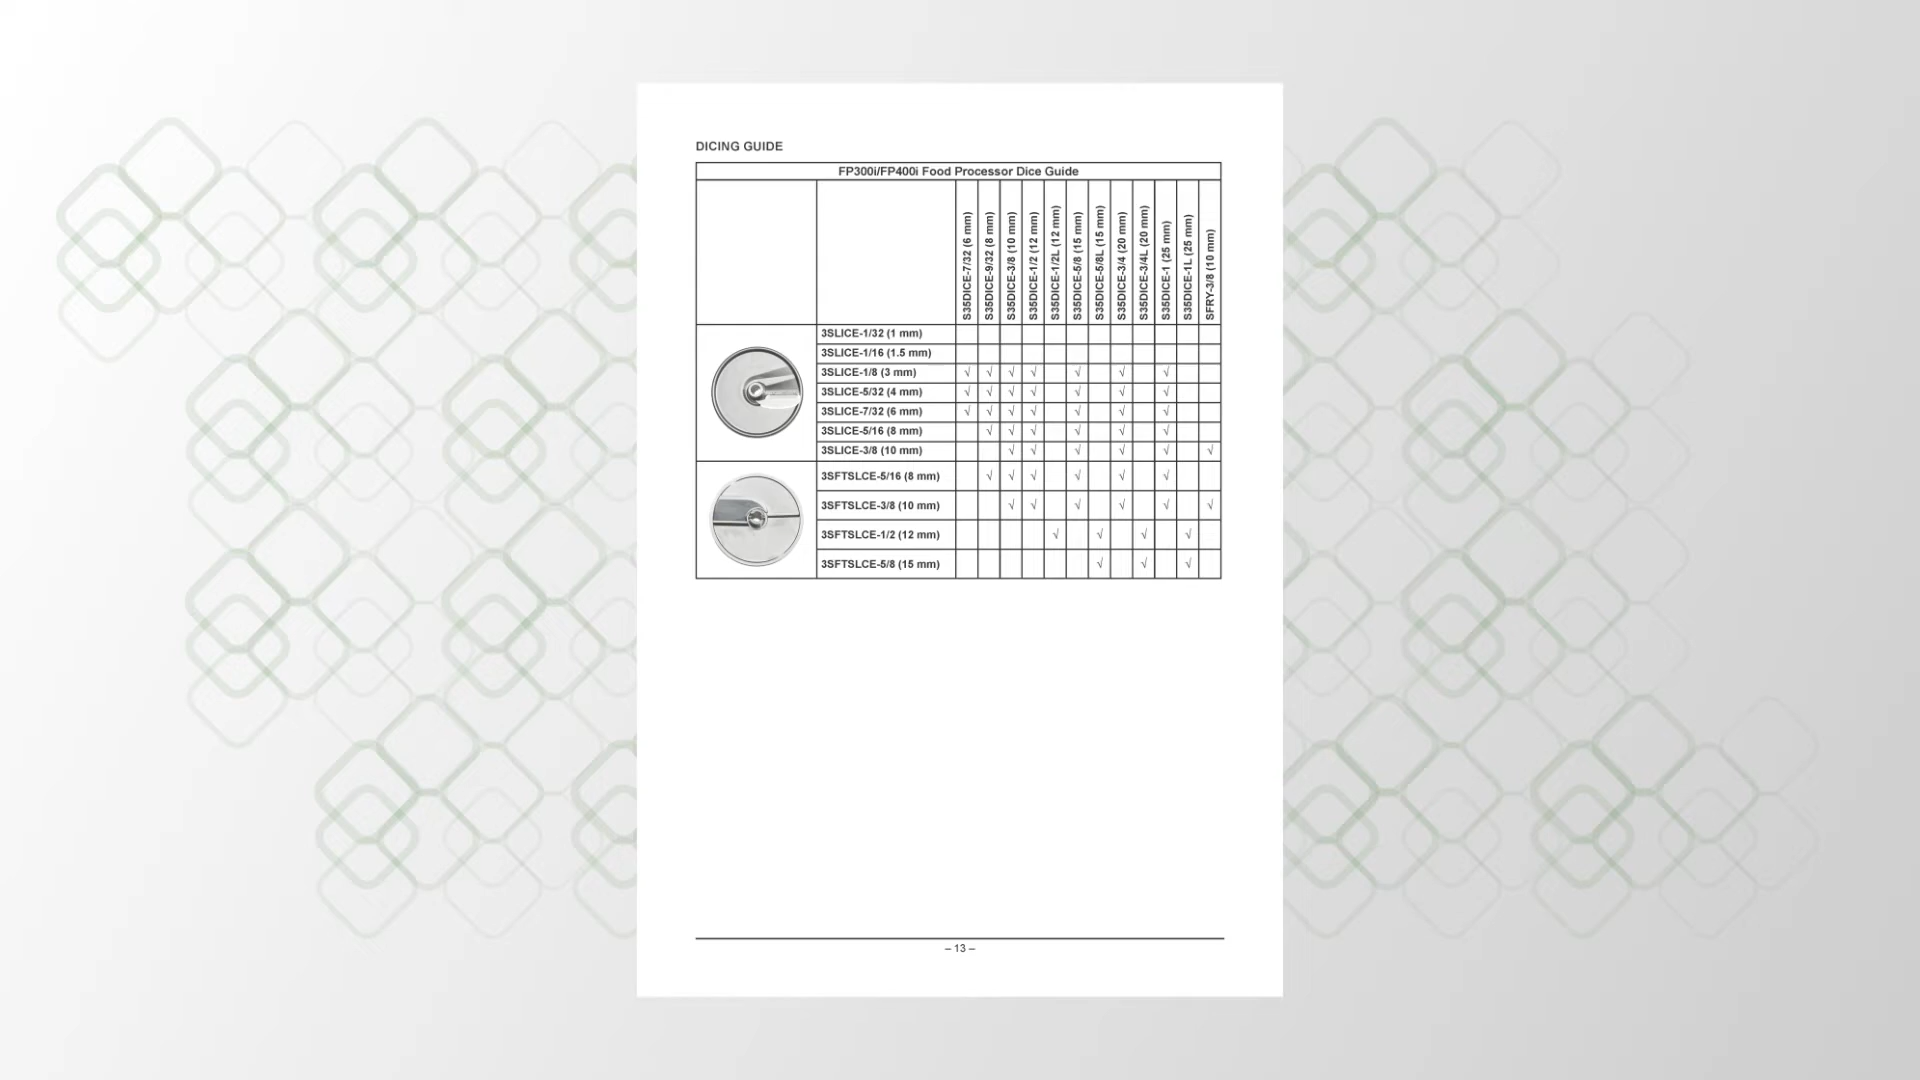 DICING GUIDE
FP300i/FP400i Food Processor Dice Guide
S35DICE-7/32 (6 mm)
S35DICE-9/32 (8 mm)
S35DICE-3/8 (10 mm)
S35DICE-1/2 (12 mm)
S35DICE-1/2L (12 mm)
S35DICE-5/8 (15 mm)
S35DICE-5/8L (15 mm)
S35DICE-3/4 (20 mm)
S35DICE-3/4L (20 mm)
S35DICE-1 (25 mm)
S35DICE-1L (25 mm)
SFRY-3/8 (10 mm)
3SLICE-1/32 (1 mm)
3SLICE-1/16 (1.5 mm)
3SLICE-1/8 (3 mm) √ √ √ √ √ √ √
3SLICE-5/32 (4 mm) √ √ √ √ √ √ √
3SLICE-7/32 (6 mm) √ √ √ √ √ √ √
3SLICE-5/16 (8 mm) √ √ √ √ √ √
3SLICE-3/8 (10 mm) √ √ √ √ √ √
3SFTSLCE-5/16 (8 mm) √ √ √ √ √ √
3SFTSLCE-3/8 (10 mm) √ √ √ √ √ √
3SFTSLCE-1/2 (12 mm) √ √ √ √
3SFTSLCE-5/8 (15 mm) √ √ √
– 13 –